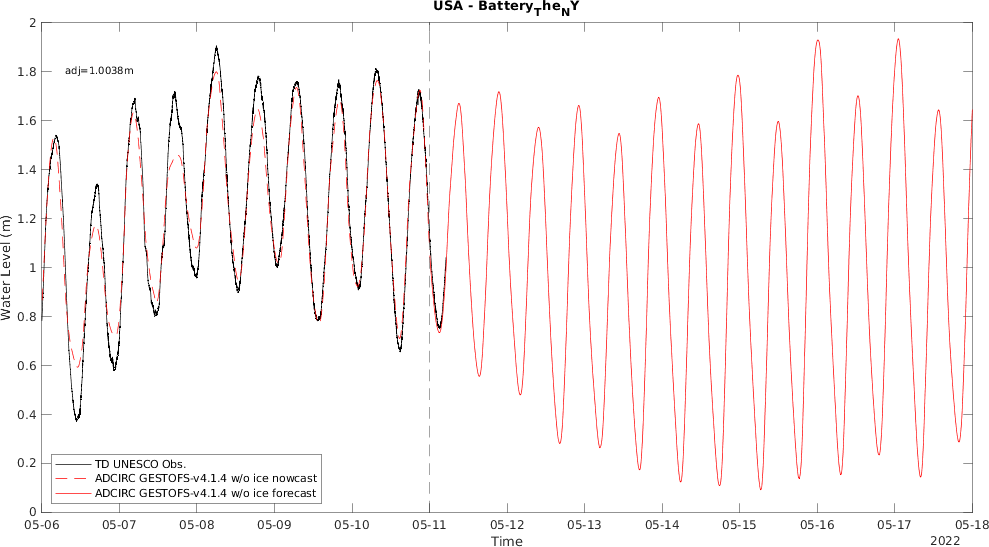 USA - Battery_The_NY
2
1.8
1.6
1.4
1.2
1
0.8
0.6
0.4
0.2
0
Water Level (m)
adj=1.0038m
TD UNESCO Obs.
ADCIRC GESTOFS-v4.1.4 w/o ice nowcast
ADCIRC GESTOFS-v4.1.4 w/o ice forecast
05-06 05-07 05-08 05-09 05-10 05-11 05-12 05-13 05-14 05-15 05-16 05-17 05-18
Time
2022